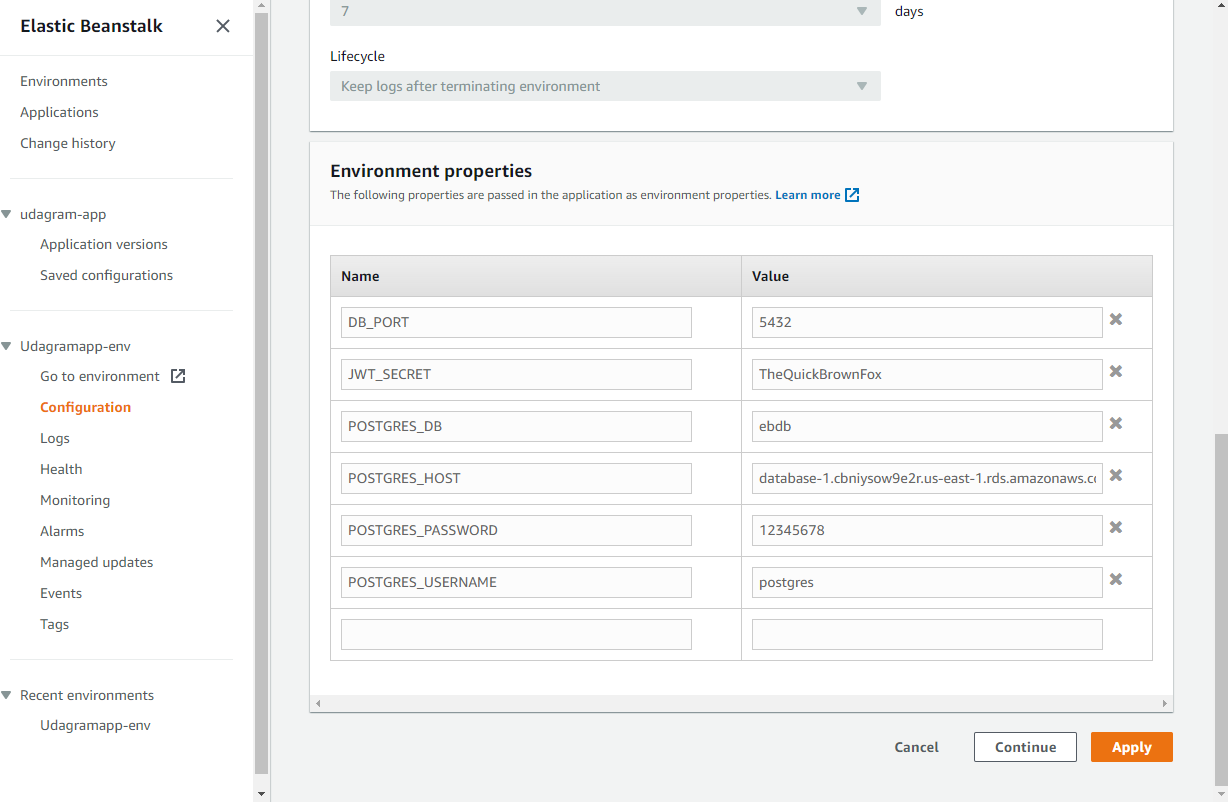 Elastic Beanstalk
Environments
Applications
Change history
udagram-app
Application versions
Saved configurations
Udagramapp-env
Go to environment
Configuration
Logs
Health
Monitoring
Alarms
Managed updates
Events
Tags
Recent environments
Udagramapp-env
7 days
Lifecycle
Keep logs after terminating environment
Environment properties
The following properties are passed in the application as environment properties. Learn more
Name Value
DB_PORT 5432
JWT_SECRET TheQuickBrownFox
POSTGRES_DB ebdb
POSTGRES_HOST database-1.cbniysow9e2r.us-east-1.rds.amazonaws.co
POSTGRES_PASSWORD 12345678
POSTGRES_USERNAME postgres
Cancel Continue Apply